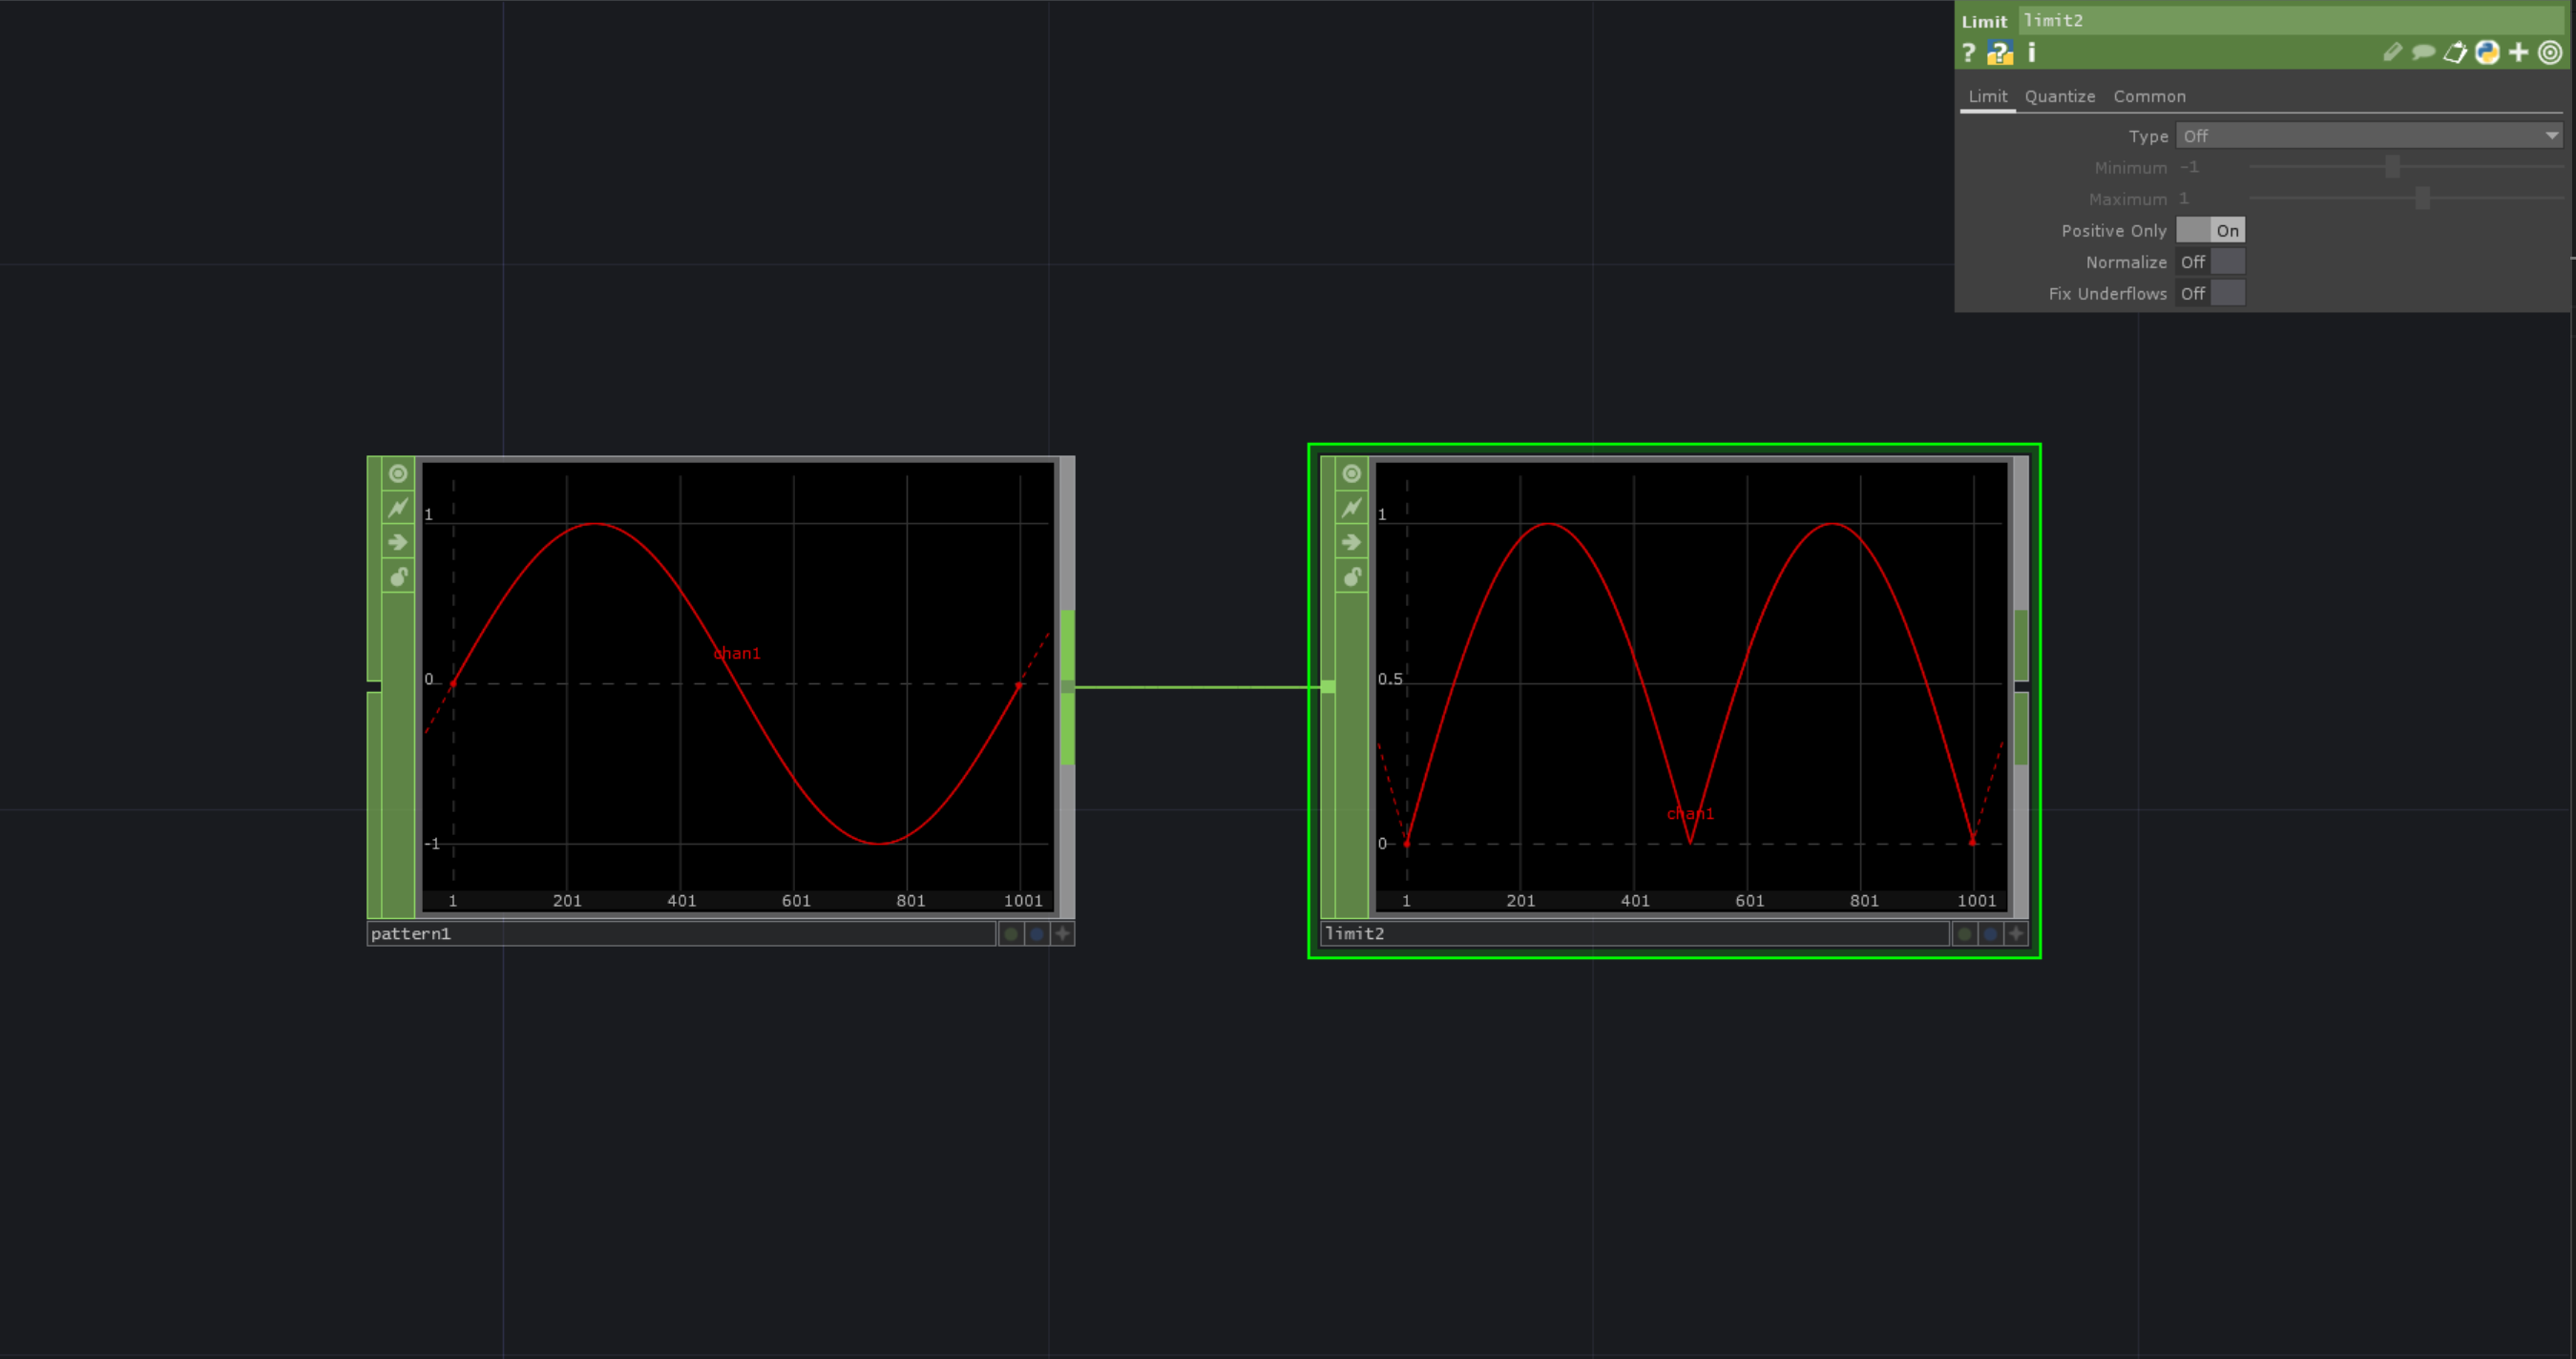 Limit limit2
? ? i
Limit Quantize Common
Type Off
Minimum -1
Maximum 1
Positive Only On
Normalize Off
Fix Underflows Off
1
0
-1
chan1
1 201 401 601 801 1001
pattern1
1
0.5
0
chan1
1 201 401 601 801 1001
limit2